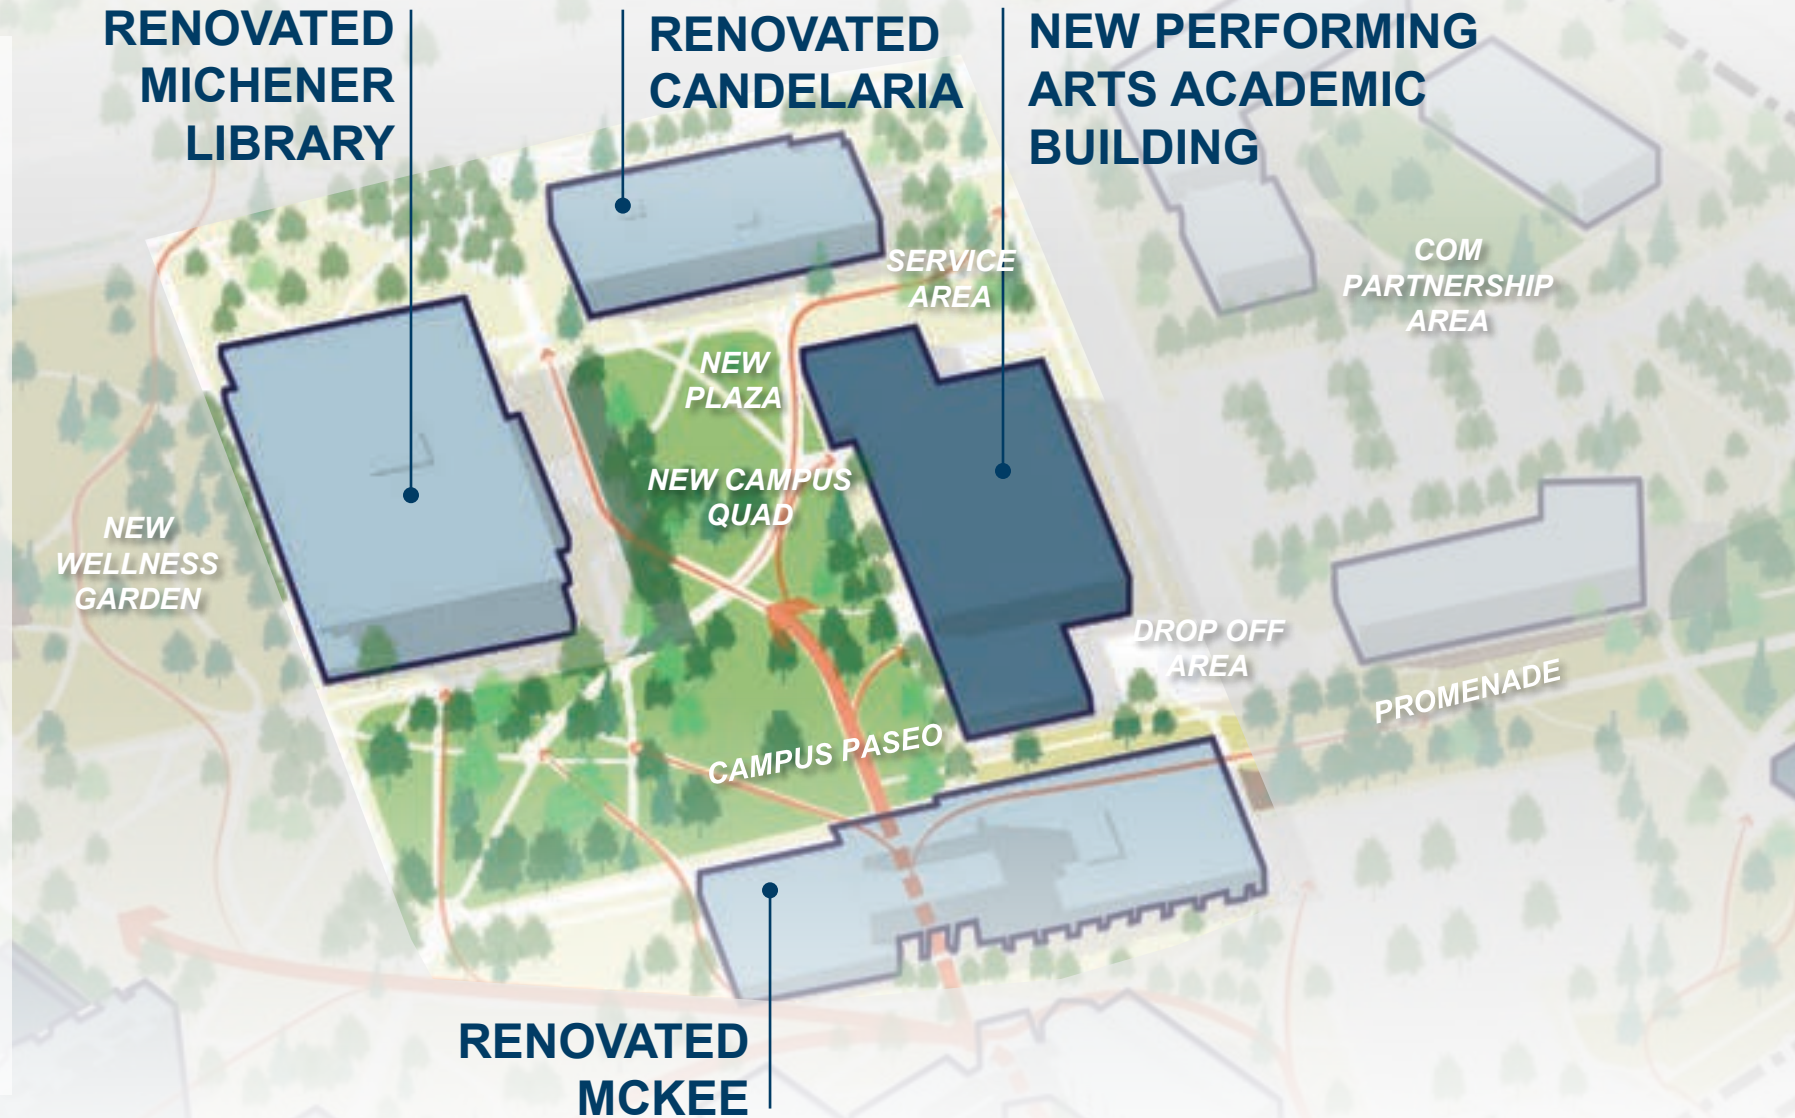 RENOVATED
MICHENER
LIBRARY
RENOVATED
CANDELARIA
NEW PERFORMING
ARTS ACADEMIC
BUILDING
SERVICE
AREA
COM
PARTNERSHIP
AREA
NEW
PLAZA
NEW CAMPUS
QUAD
NEW
WELLNESS
GARDEN
DROP OFF
AREA
PROMENADE
CAMPUS PASEO
RENOVATED
MCKEE